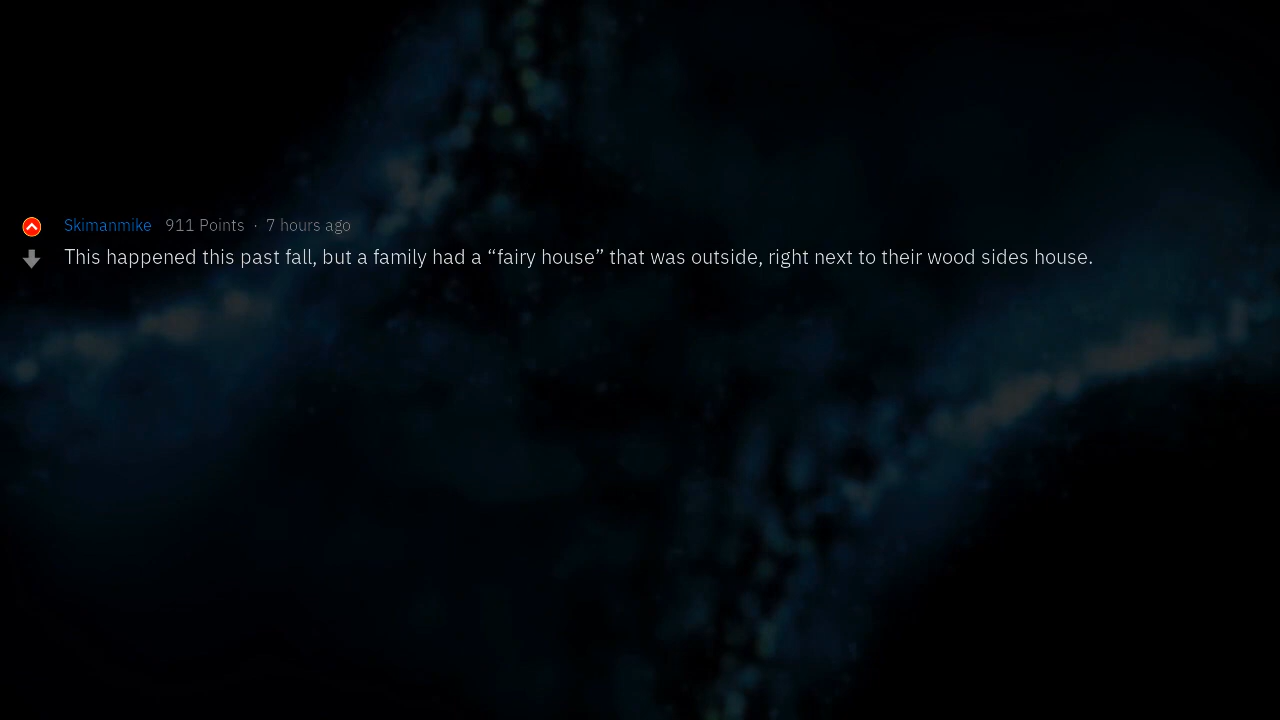 Skimanmike 911 Points · 7 hours ago
This happened this past fall, but a family had a “fairy house” that was outside, right next to their wood sides house.